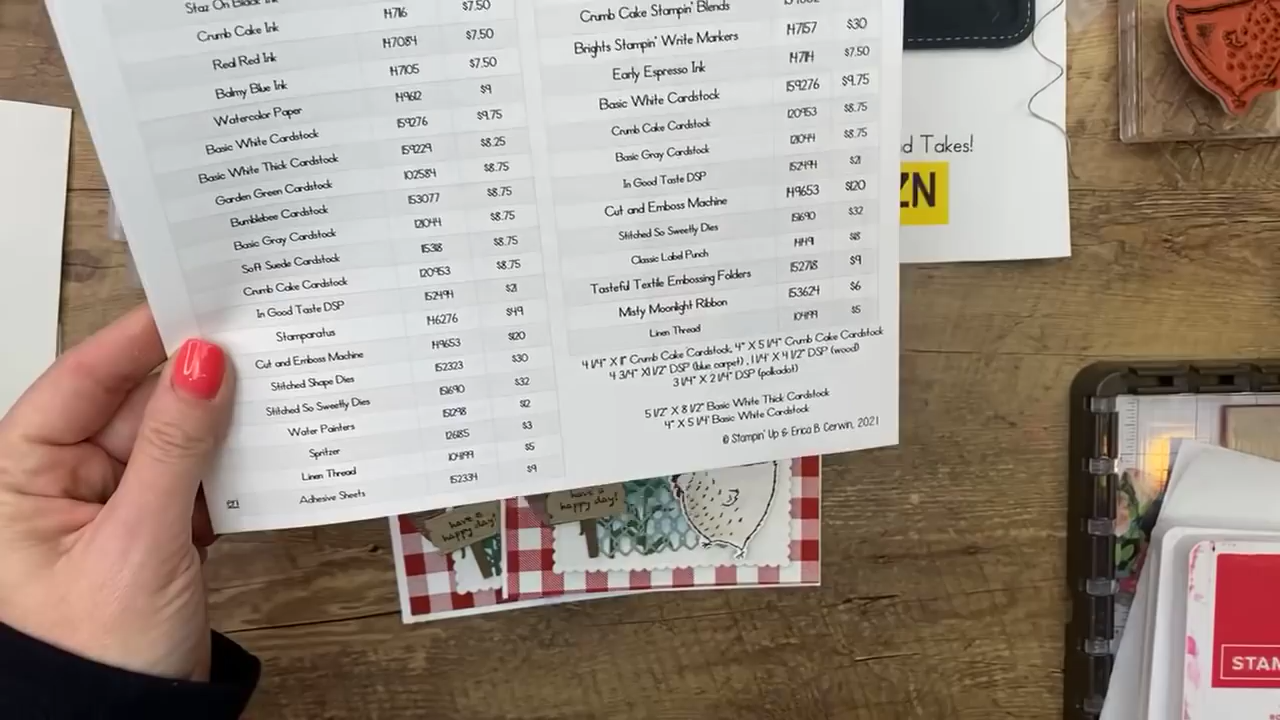 Staz On Black Ink
Crumb Cake Ink 147116 $7.50
Red Red Ink 147084 $7.50
Balmy Blue Ink 147105 $7.50
Watercolor Paper 149612 $9
Basic White Cardstock 159276 $9.75
Basic White Thick Cardstock 159229 $8.25
Garden Green Cardstock 102584 $8.75
Bumblebee Cardstock 153077 $8.75
Basic Gray Cardstock 121044 $8.75
Soft Suede Cardstock 115318 $8.75
Crumb Cake Cardstock 120953 $8.75
In Good Taste DSP 152494 $21
Stamparatus 146276 $49
Cut and Emboss Machine 149653 $120
Stitched Shape Dies 152323 $30
Stitched So Sweetly Dies 151690 $32
Water Painters 151298 $12
Spritzer 126185 $3
Linen Thread 104199 $5
Adhesive Sheets 152334 $9
Crumb Cake Stampin' Blends
Brights Stampin' Write Markers 147157 $30
Early Espresso Ink 147114 $7.50
Basic White Cardstock 159276 $9.75
Crumb Cake Cardstock 120953 $8.75
Basic Gray Cardstock 121044 $8.75
In Good Taste DSP 152494 $21
Cut and Emboss Machine 149653 $120
Stitched So Sweetly Dies 151690 $32
Classic Label Punch 141491 $18
Tasteful Textile Embossing Folders 152718 $9
Misty Moonlight Ribbon 153624 $6
Linen Thread 104199 $5
4 1/4" X 11" Crumb Cake Cardstock, 4" X 5 1/4" Crumb Cake Cardstock
4 3/4" X 1 1/2" DSP (blue carpet), 1 1/4" X 4 1/2" DSP (wood)
3 1/4" X 2 1/4" DSP (polkadot)
5 1/2" X 8 1/2" Basic White Thick Cardstock
4" X 5 1/4" Basic White Cardstock
© Stampin' Up & Erica B Cerwin, 2021
d Takes!
ZN
have a
happy day!
have a
happy day!
STAN